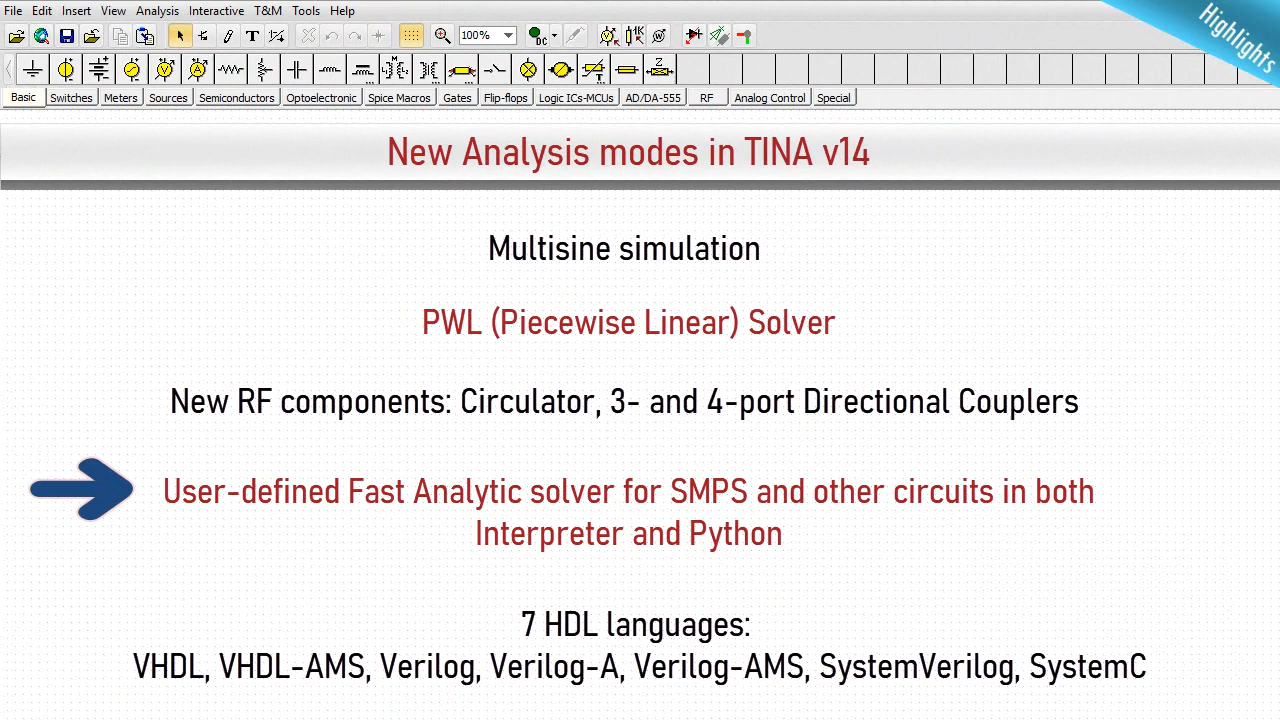 File Edit Insert View Analysis Interactive T&M Tools Help
Highlights
100% DC 1K
Basic Switches Meters Sources Semiconductors Optoelectronic Spice Macros Gates Flip-flops Logic ICs-MCUs AD/DA-555 RF Analog Control Special
New Analysis modes in TINA v14
Multisine simulation
PWL (Piecewise Linear) Solver
New RF components: Circulator, 3- and 4-port Directional Couplers
User-defined Fast Analytic solver for SMPS and other circuits in both
Interpreter and Python
7 HDL languages:
VHDL, VHDL-AMS, Verilog, Verilog-A, Verilog-AMS, SystemVerilog, SystemC